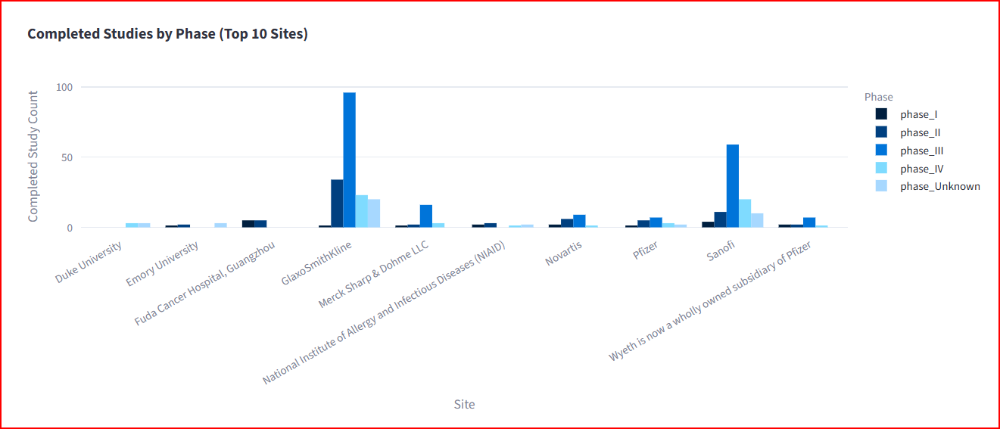 Completed Studies by Phase (Top 10 Sites)
Completed Study Count
100
50
0
Phase
phase_I
phase_II
phase_III
phase_IV
phase_Unknown
Duke University
Emory University
Fuda Cancer Hospital, Guangzhou
GlaxoSmithKline
Merck Sharp & Dohme LLC
National Institute of Allergy and Infectious Diseases (NIAID)
Novartis
Pfizer
Sanofi
Wyeth is now a wholly owned subsidiary of Pfizer
Site